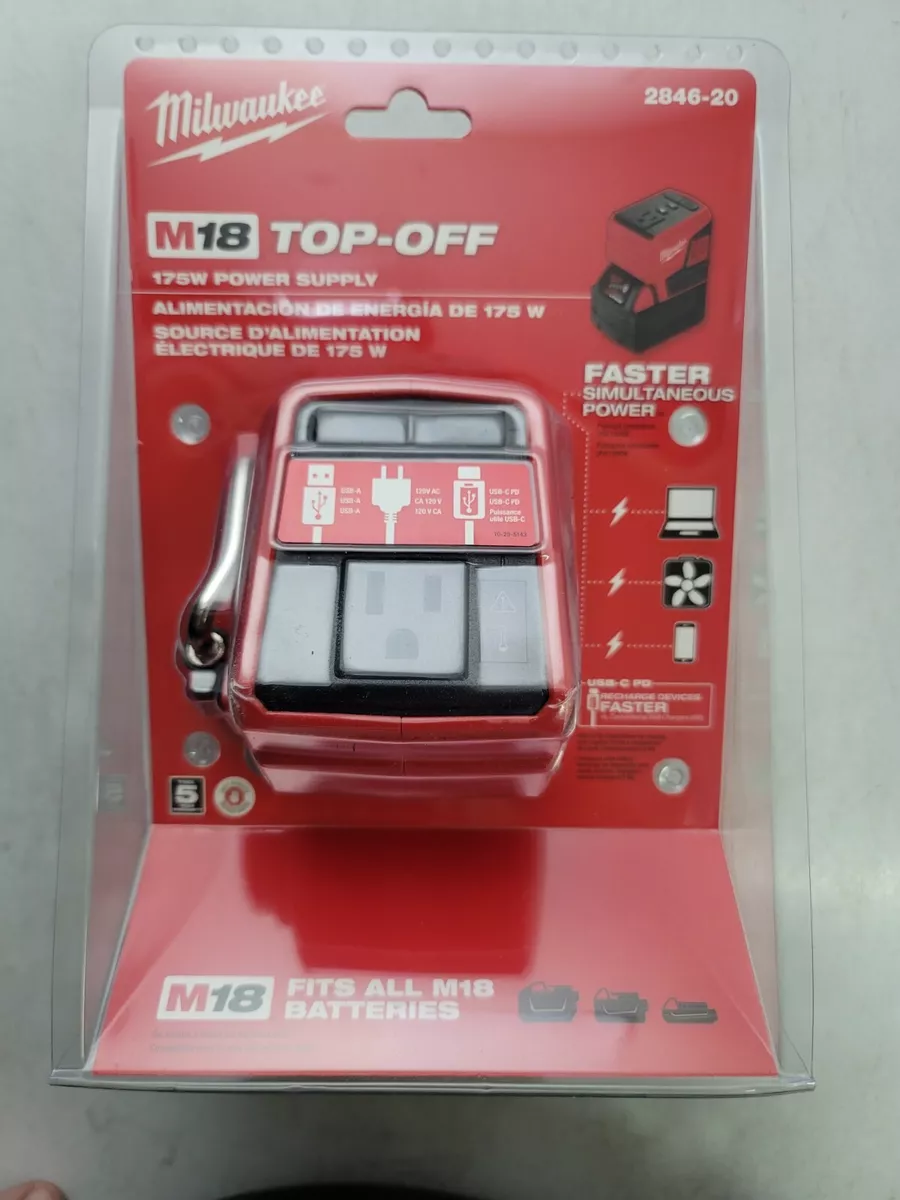 Milwaukee
2846-20
M18 TOP-OFF
175W POWER SUPPLY
ALIMENTACIÓN DE ENERGÍA DE 175 W
SOURCE D'ALIMENTATION
ÉLECTRIQUE DE 175 W
FASTER
SIMULTANEOUS
POWER
USB-A
USB-A
USB-A
120V AC
CA 120 V
120 V CA
USB-C PD
USB-C PD
Puissance
utile USB-C
USB-C PD
RECHARGE DEVICES
FASTER
5
M18
FITS ALL M18
BATTERIES